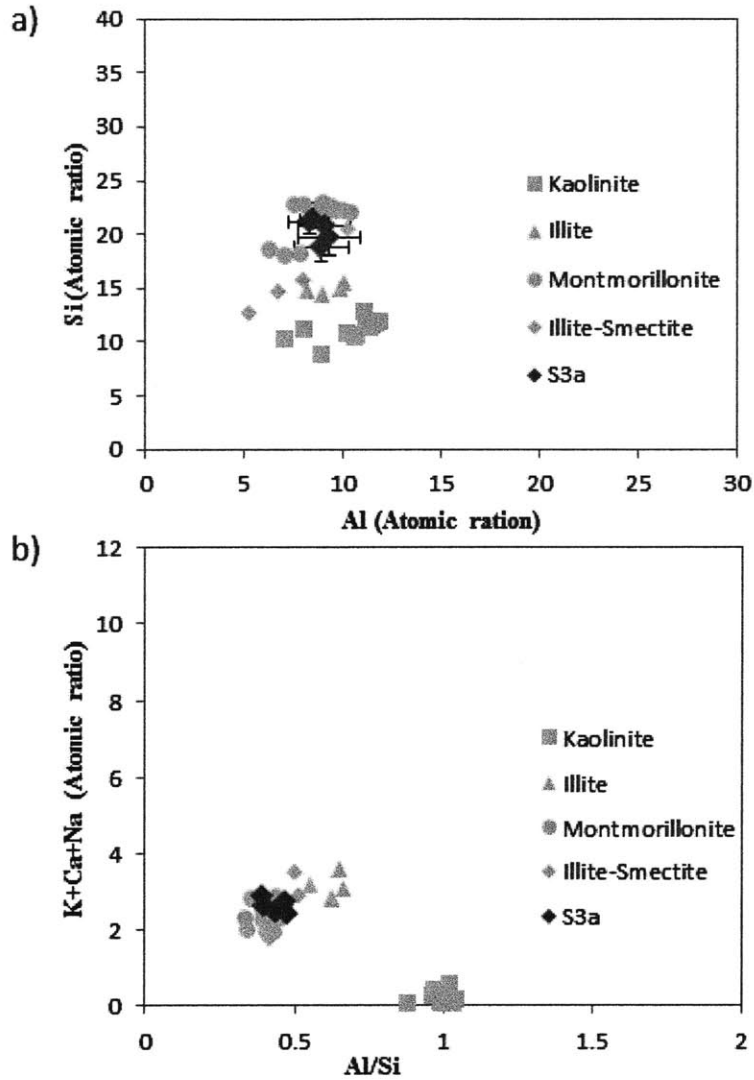 a)
40
35
30
25
20
15
10
5
0
Si (Atomic ratio)
Kaolinite
Illite
Montmorillonite
Illite-Smectite
S3a
0 5 10 15 20 25 30
Al (Atomic ration)
b)
12
10
8
6
4
2
0
K+Ca+Na (Atomic ratio)
Kaolinite
Illite
Montmorillonite
Illite-Smectite
S3a
0 0.5 1 1.5 2
Al/Si